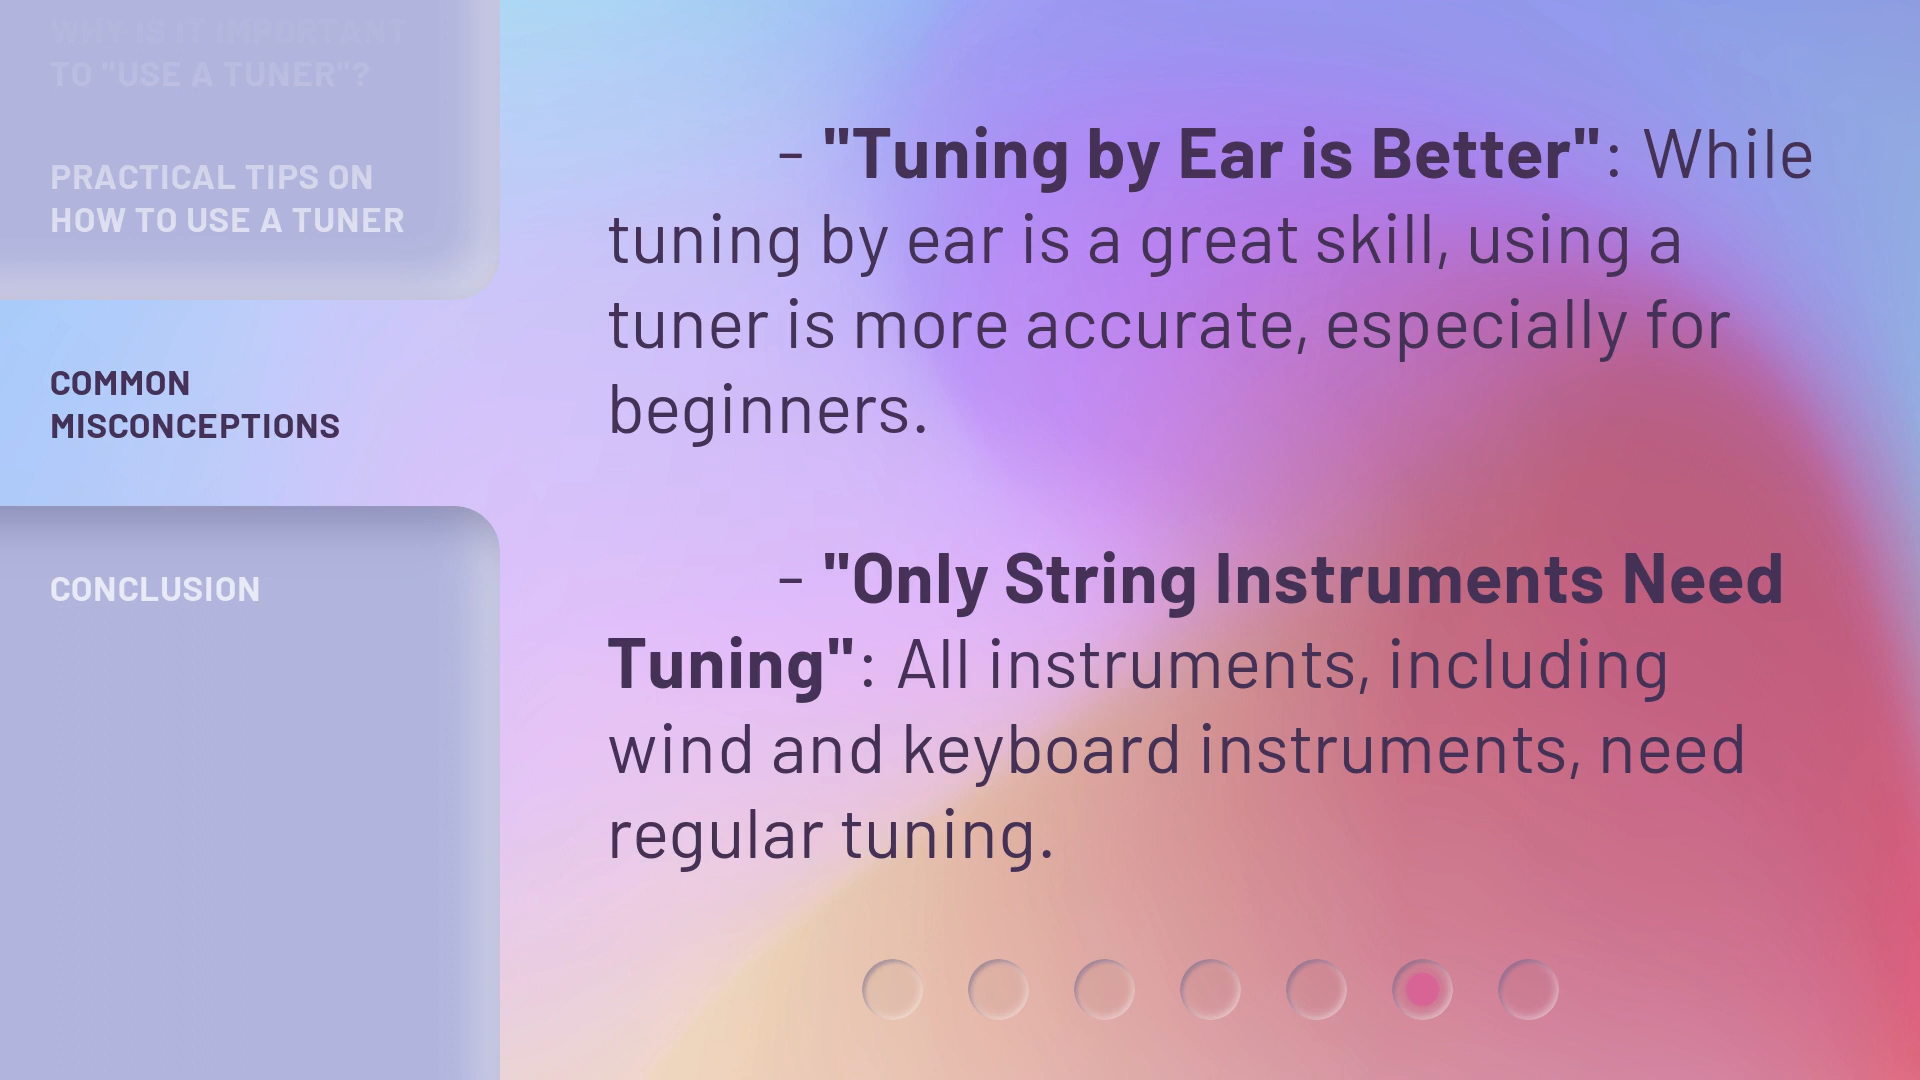 WHY IS IT IMPORTANT
TO "USE A TUNER"?
PRACTICAL TIPS ON
HOW TO USE A TUNER
COMMON
MISCONCEPTIONS
CONCLUSION
- "Tuning by Ear is Better": While
tuning by ear is a great skill, using a
tuner is more accurate, especially for
beginners.
- "Only String Instruments Need
Tuning": All instruments, including
wind and keyboard instruments, need
regular tuning.